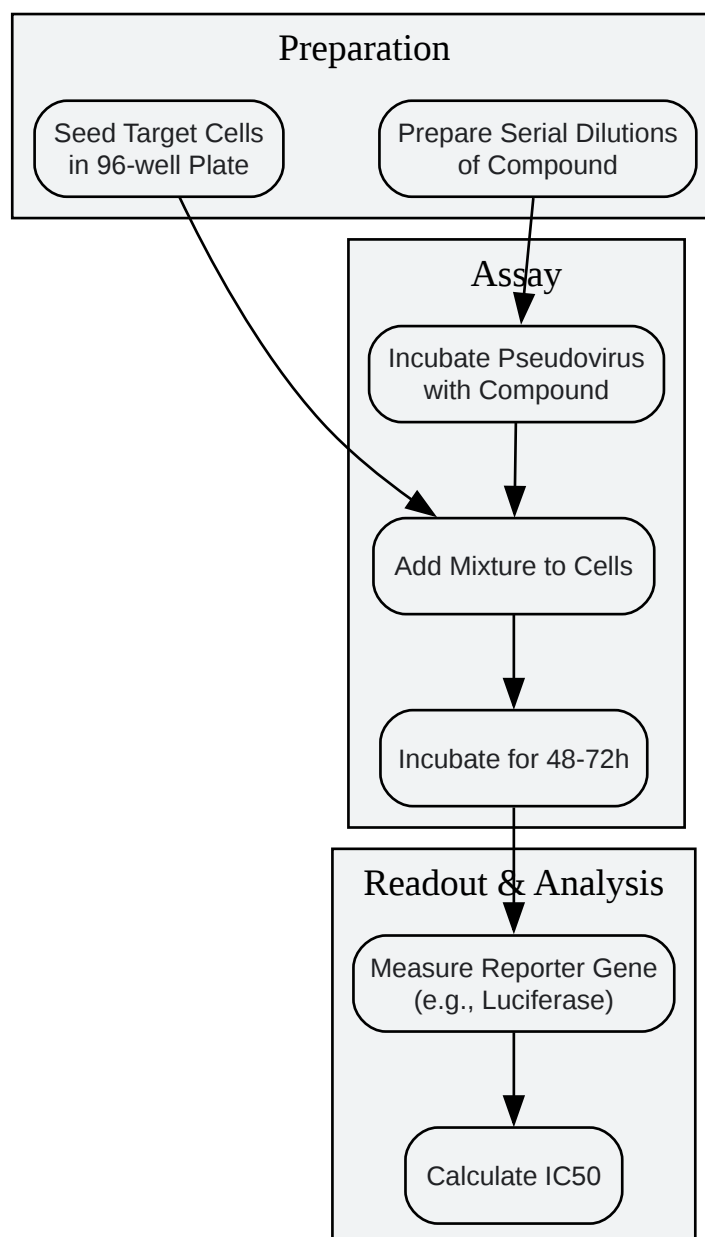 Preparation
Seed Target Cells
in 96-well Plate
Prepare Serial Dilutions
of Compound
Assay
Incubate Pseudovirus
with Compound
Add Mixture to Cells
Incubate for 48-72h
Readout & Analysis
Measure Reporter Gene
(e.g., Luciferase)
Calculate IC50